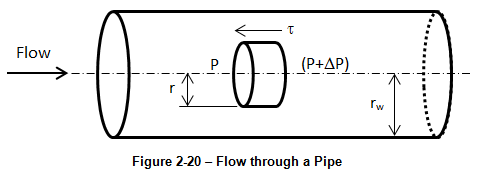 τ
Flow
P
(P+ΔP)
r
r_w
Figure 2-20 – Flow through a Pipe